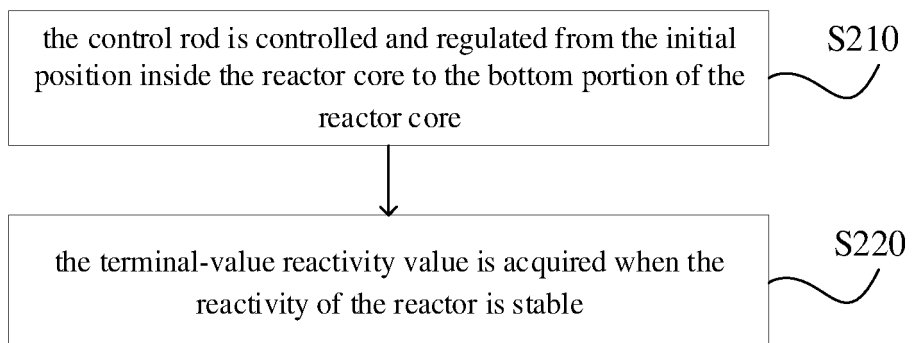 the control rod is controlled and regulated from the initial
position inside the reactor core to the bottom portion of the
reactor core
S210
the terminal-value reactivity value is acquired when the
reactivity of the reactor is stable
S220